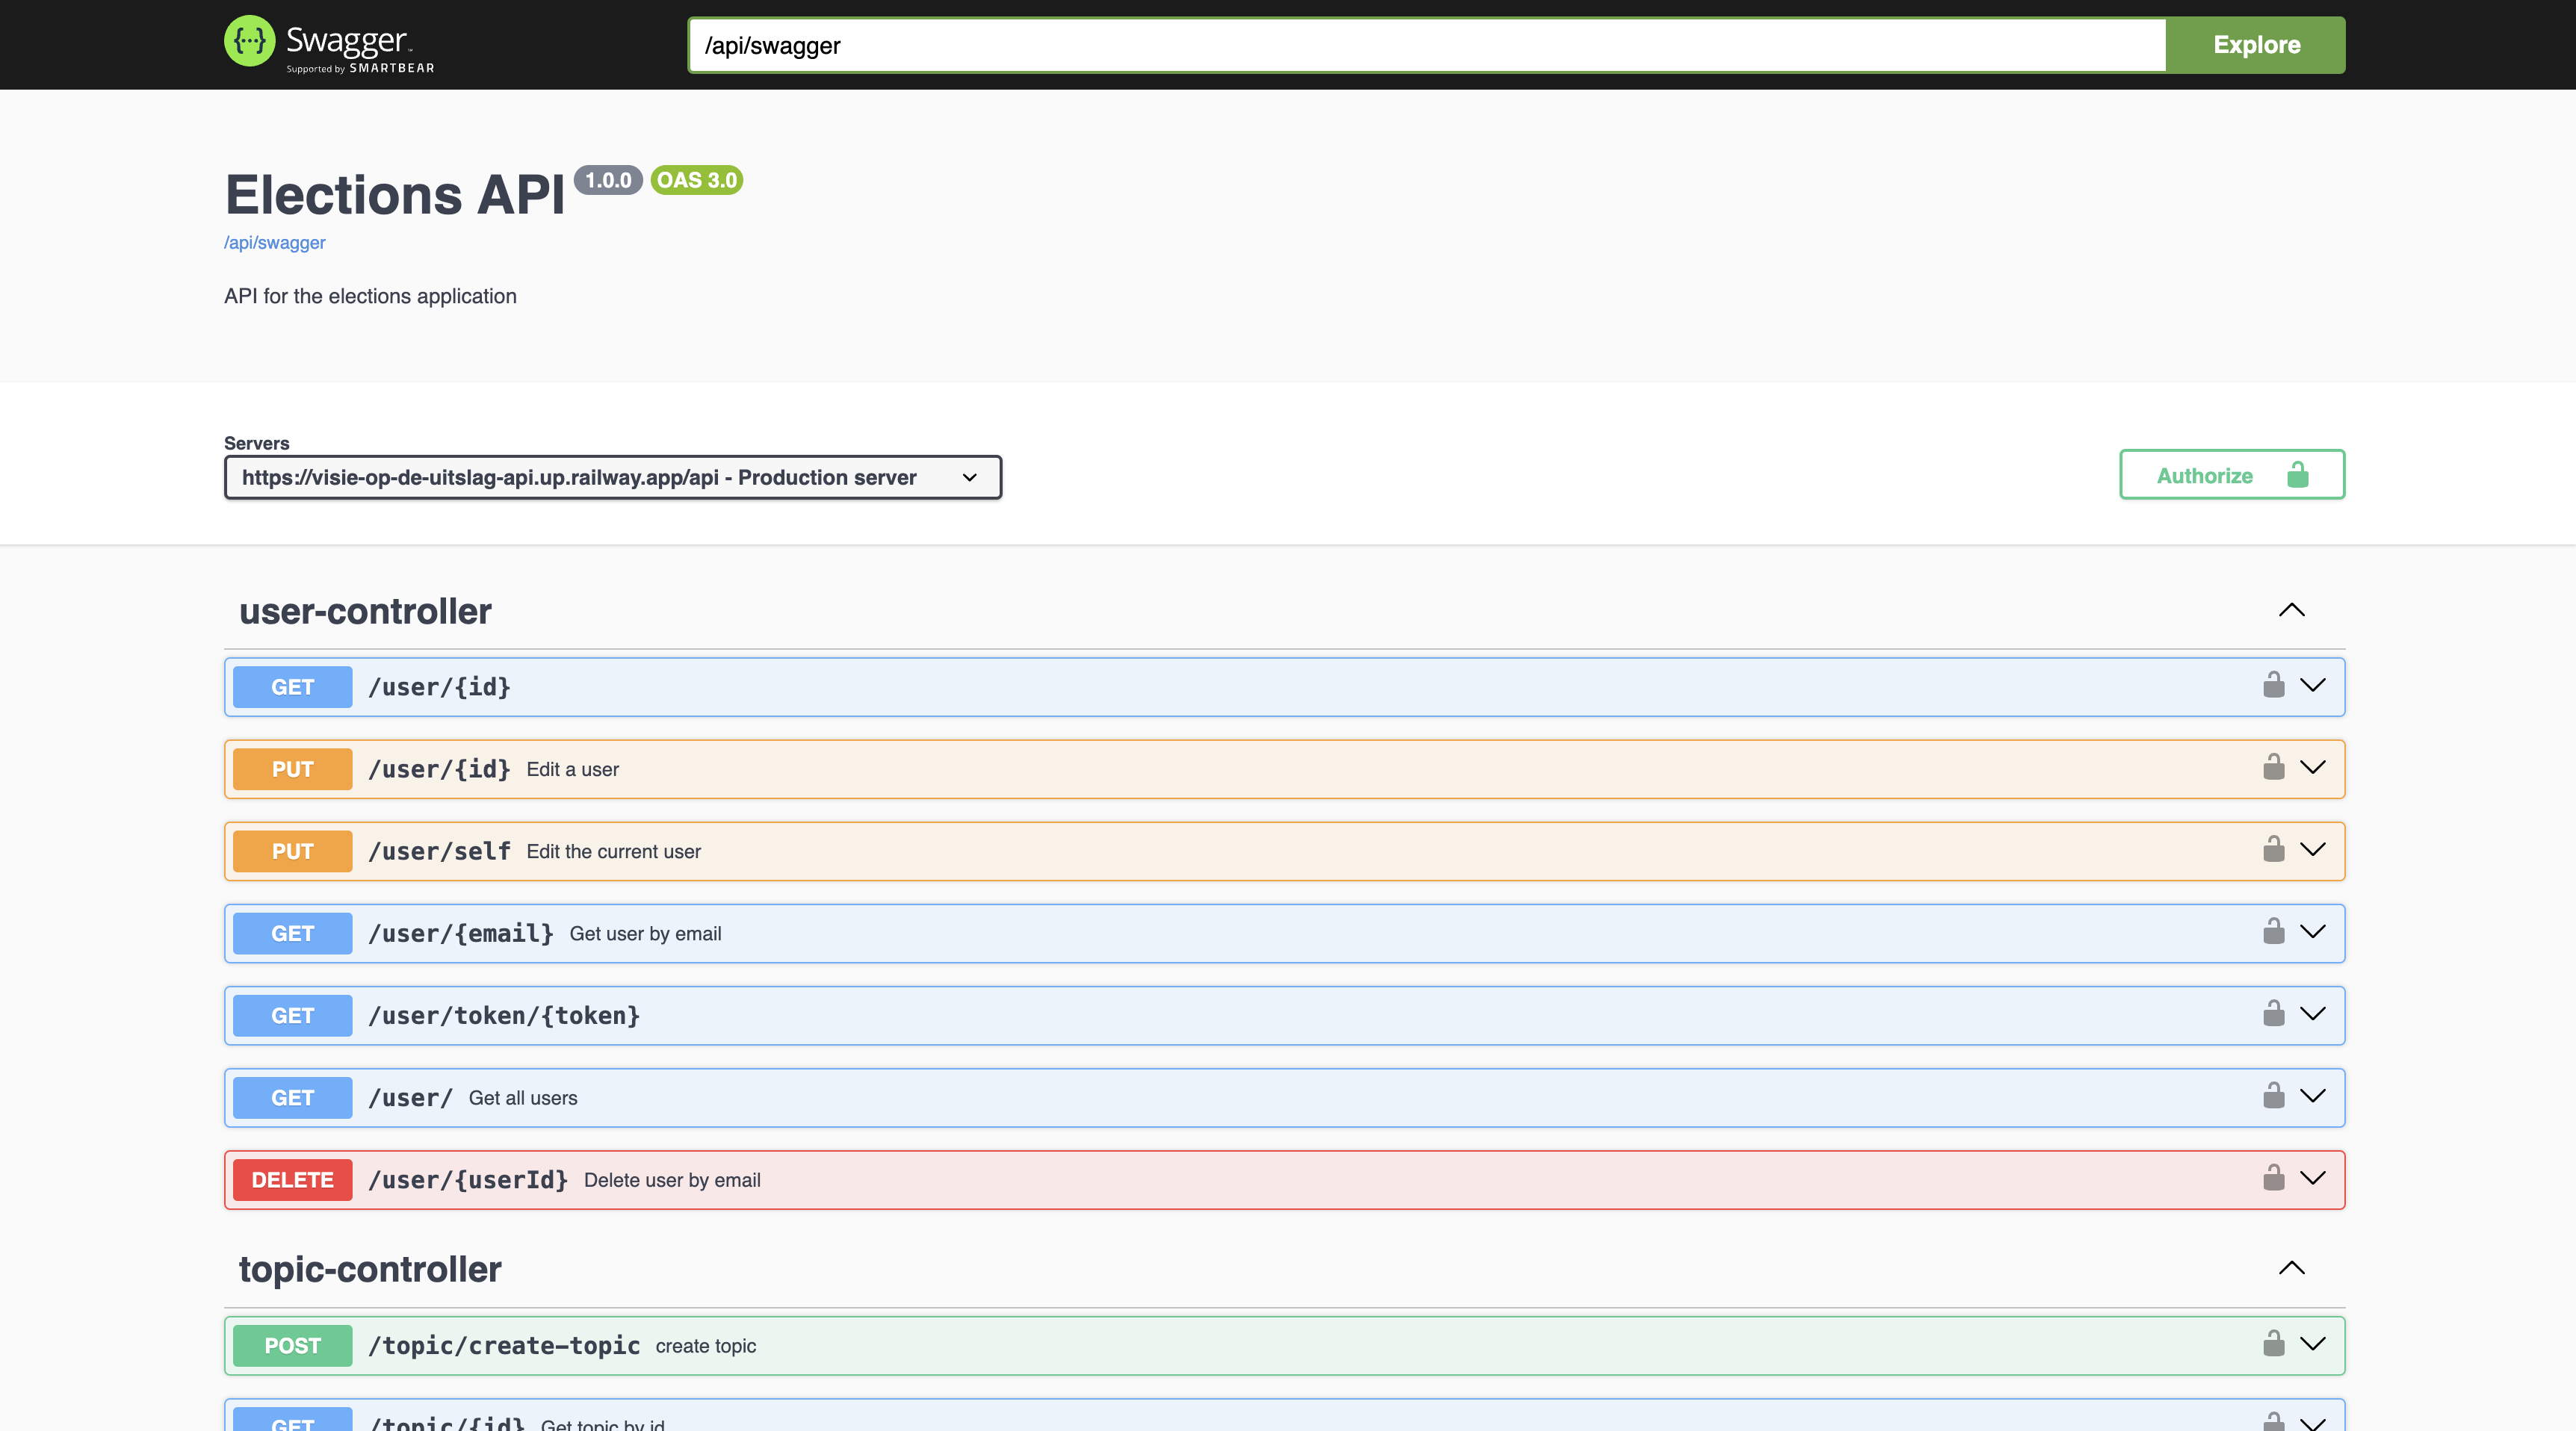 {···} Swagger™
Supported by SMARTBEAR
/api/swagger
Explore
Elections API 1.0.0 OAS 3.0
/api/swagger
API for the elections application
Servers
https://visie-op-de-uitslag-api.up.railway.app/api - Production server
Authorize
user-controller
GET /user/{id}
PUT /user/{id} Edit a user
PUT /user/self Edit the current user
GET /user/{email} Get user by email
GET /user/token/{token}
GET /user/ Get all users
DELETE /user/{userId} Delete user by email
topic-controller
POST /topic/create-topic create topic
GET /topic/{id} Get topic by id